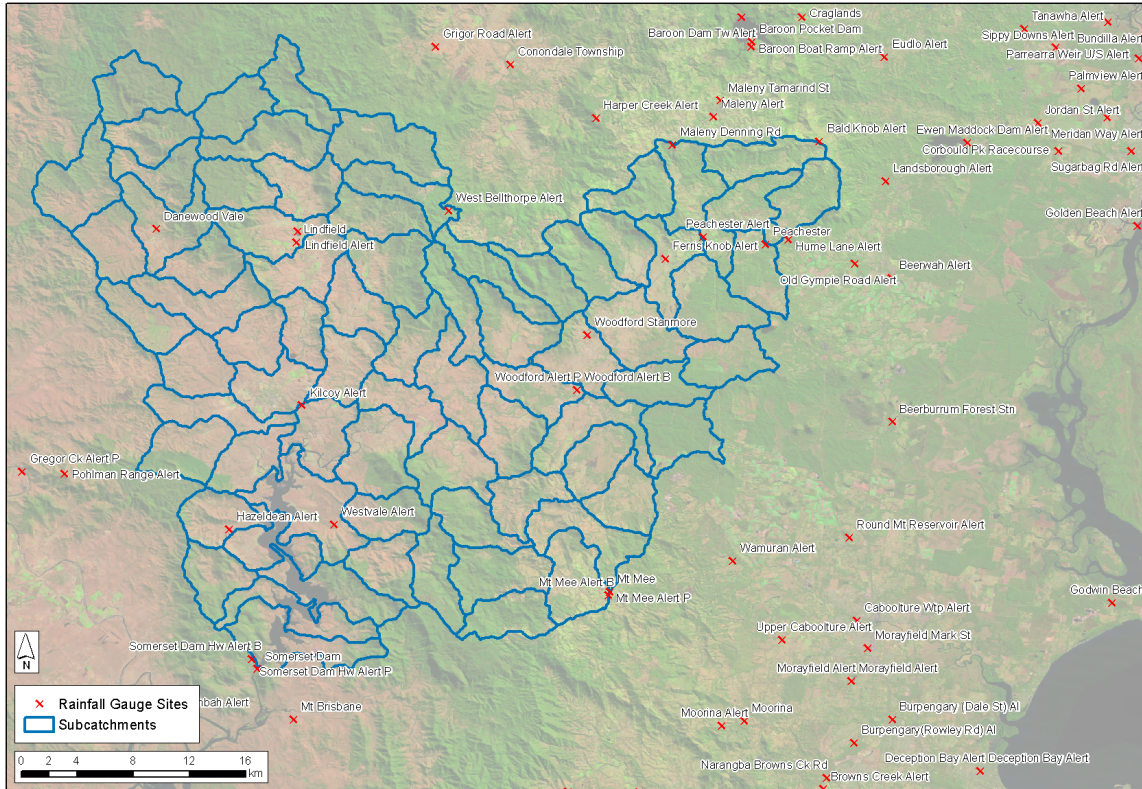 Craglands
Tanawha Alert
Grigor Road Alert
Baroon Dam Tw Alert
Baroon Pocket Dam
Sippy Downs Alert
Bundilla Alert
Conondale Township
Baroon Boat Ramp Alert
Eudlo Alert
Parrearra Weir U/S Alert
Palmview Alert
Maleny Tamarind St
Harper Creek Alert
Maleny Alert
Jordan St Alert
Maleny Denning Rd
Bald Knob Alert
Ewen Maddock Dam Alert
Meridan Way Alert
Corbould Pk Racecourse
Landsborough Alert
Sugarbag Rd Alert
West Bellthorpe Alert
Danewood Vale
Lindfield
Golden Beach Alert
Lindfield Alert
Peachester Alert
Peachester
Ferris Knob Alert
Hume Lane Alert
Beerwah Alert
Old Gympie Road Alert
Woodford Stanmore
Woodford Alert P
Woodford Alert B
Kilcoy Alert
Beerburrum Forest Stn
Gregor Ck Alert P
Pohlman Range Alert
Hazeldean Alert
Westvale Alert
Round Mt Reservoir Alert
Wamuran Alert
Mt Mee Alert B
Mt Mee
Mt Mee Alert P
Godwin Beach
Caboolture Wtp Alert
Upper Caboolture Alert
Morayfield Mark St
Somerset Dam Hw Alert B
Somerset Dam
Somerset Dam Hw Alert P
Morayfield Alert
Morayfield Alert
N
nbah Alert
Mt Brisbane
Moorina Alert
Moorina
Burpengary (Dale St) Al
Rainfall Gauge Sites
Subcatchments
Burpengary(Rowley Rd) Al
Narangba Browns Ck Rd
Deception Bay Alert
Deception Bay Alert
Browns Creek Alert
0 2 4 8 12 16
km